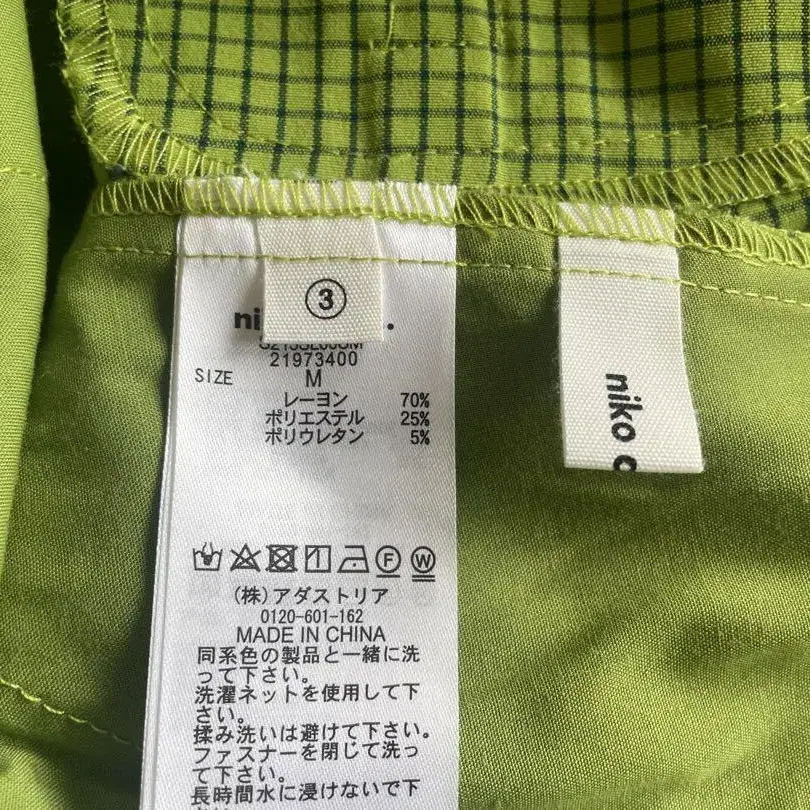 ③
21973400
SIZE M
レーヨン 70%
ポリエステル 25%
ポリウレタン 5%
niko
(株)アダストリア
0120-601-162
MADE IN CHINA
同系色の製品と一緒に洗
って下さい。
洗濯ネットを使用して下
さい。
揉み洗いは避けて下さい。
ファスナーを閉じて洗っ
て下さい。
長時間水に浸けないで下